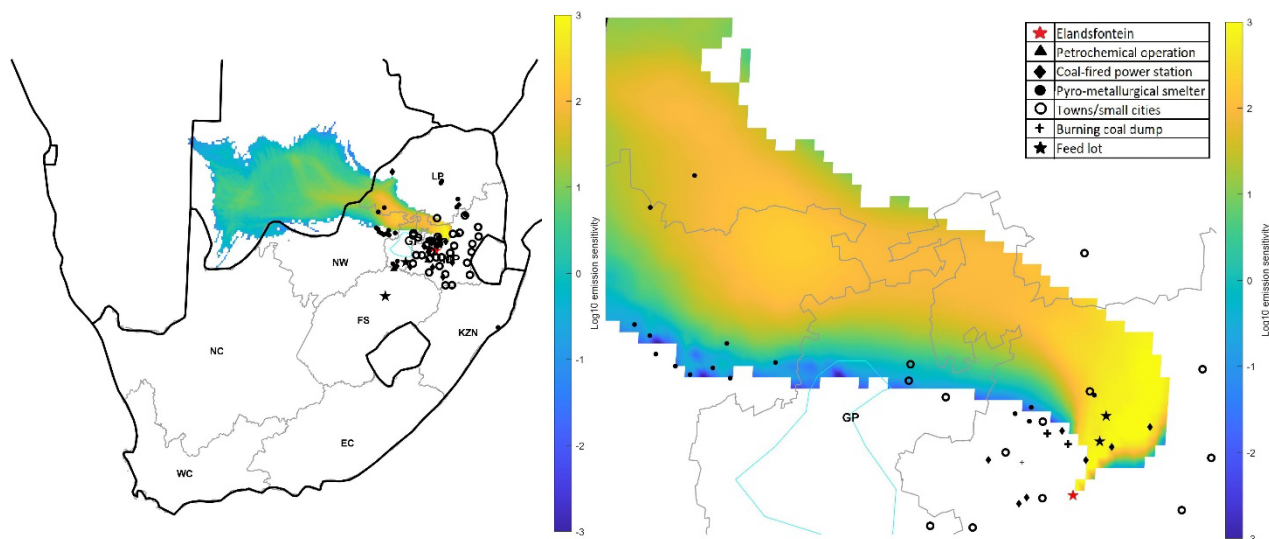 LP
GP
NW
FS
KZN
NC
EC
WC
3
2
1
0
-1
-2
-3
Log10 emission sensitivity
Elandsfontein
Petrochemical operation
Coal-fired power station
Pyro-metallurgical smelter
Towns/small cities
Burning coal dump
Feed lot
GP
3
2
1
0
-1
-2
-3
Log10 emission sensitivity